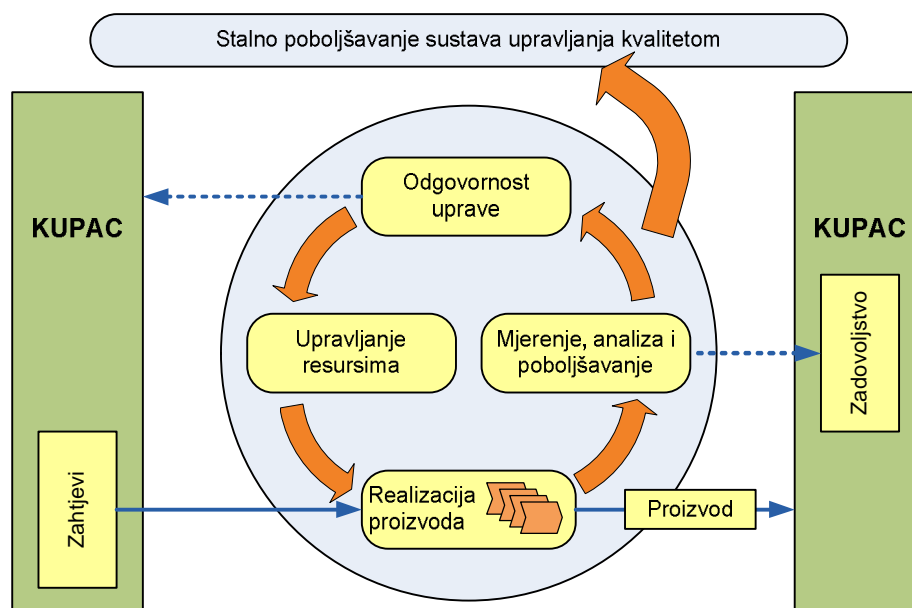 Stalno poboljšavanje sustava upravljanja kvalitetom
KUPAC
Odgovornost
uprave
KUPAC
Upravljanje
resursima
Mjerenje, analiza i
poboljšavanje
Zadovoljstvo
Zahtjevi
Realizacija
proizvoda
Proizvod